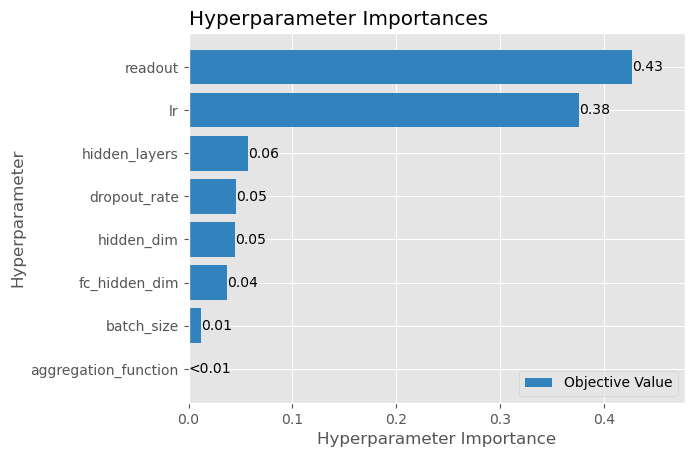 Hyperparameter Importances
Hyperparameter
readout
0.43
lr
0.38
hidden_layers
0.06
dropout_rate
0.05
hidden_dim
0.05
fc_hidden_dim
0.04
batch_size
0.01
aggregation_function
<0.01
Objective Value
0.0
0.1
0.2
0.3
0.4
Hyperparameter Importance